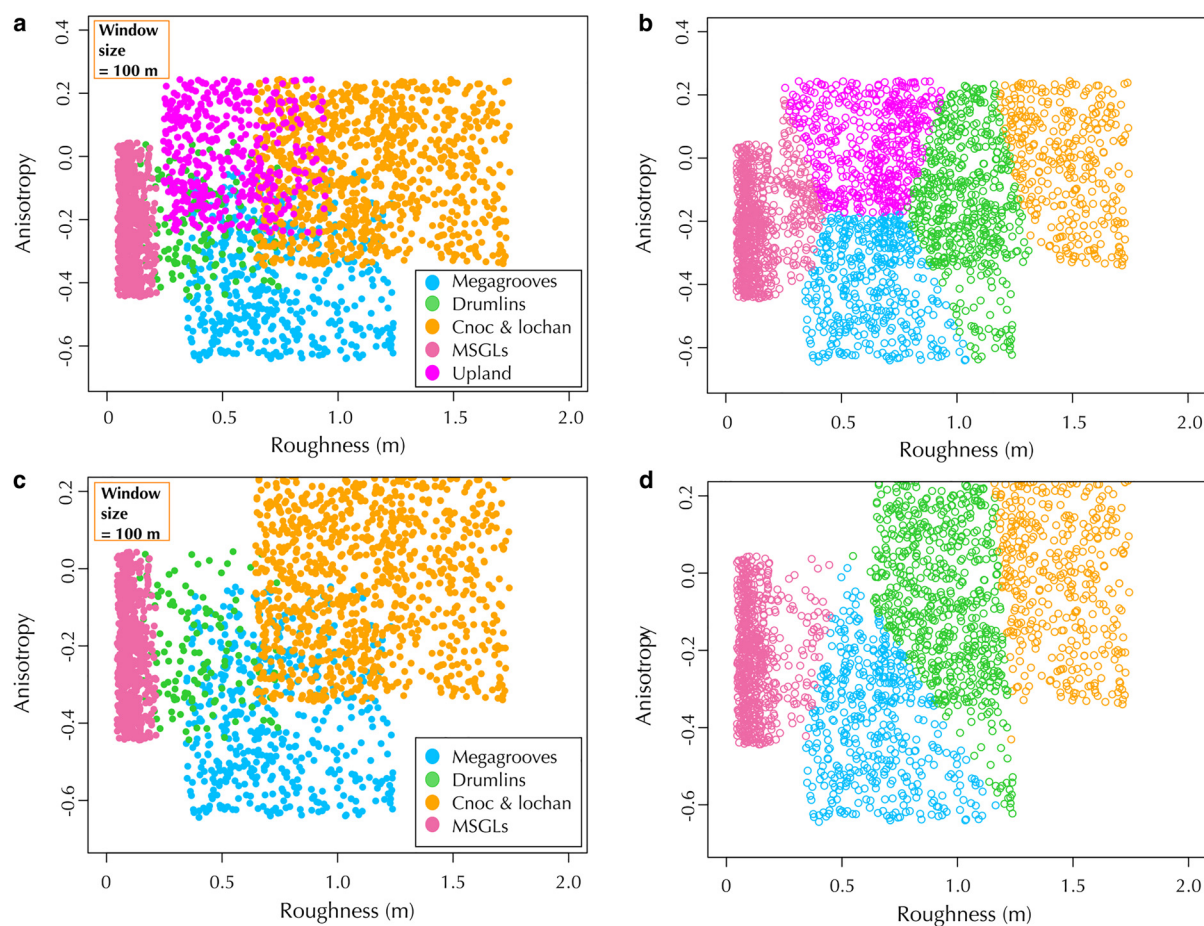 a
Window
size
= 100 m
0.4
0.2
0.0
-0.2
-0.4
-0.6
Anisotropy
Megagrooves
Drumlins
Cnoc & lochan
MSGLs
Upland
0 0.5 1.0 1.5 2.0
Roughness (m)
b
0.4
0.2
0.0
-0.2
-0.4
-0.6
Anisotropy
0 0.5 1.0 1.5 2.0
Roughness (m)
c
Window
size
= 100 m
0.2
0.0
-0.2
-0.4
-0.6
Anisotropy
Megagrooves
Drumlins
Cnoc & lochan
MSGLs
0 0.5 1.0 1.5 2.0
Roughness (m)
d
0.2
0.0
-0.2
-0.4
-0.6
Anisotropy
0 0.5 1.0 1.5 2.0
Roughness (m)